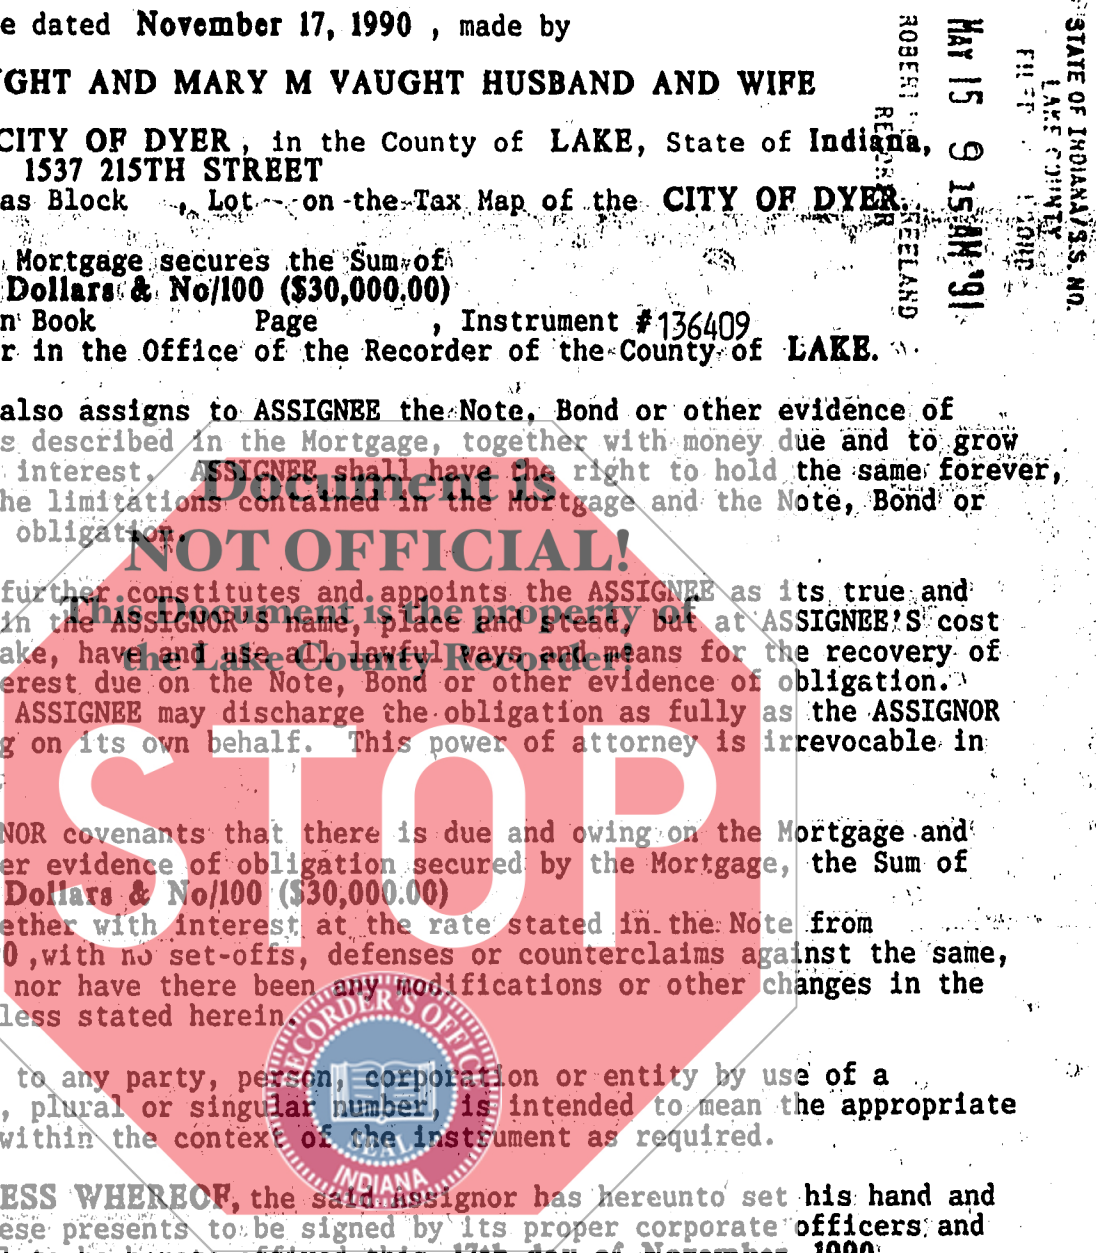 e dated November 17, 1990 , made by
GHT AND MARY M VAUGHT HUSBAND AND WIFE
CITY OF DYER , in the County of LAKE, State of Indiana,
1537 215TH STREET
as Block , Lot on the Tax Map of the CITY OF DYER.
Mortgage secures the Sum of
Dollars & No/100 ($30,000.00)
n Book Page , Instrument #136409
r in the Office of the Recorder of the County of LAKE.
also assigns to ASSIGNEE the Note, Bond or other evidence of
s described in the Mortgage, together with money due and to grow
interest. ASSIGNEE shall have the right to hold the same forever,
he limitations contained in the Mortgage and the Note, Bond or
obligation.
further constitutes and appoints the ASSIGNEE as its true and
in the ASSIGNOR'S name, place and stead, but at ASSIGNEE'S cost
ake, have and use all lawful ways and means for the recovery of
erest due on the Note, Bond or other evidence of obligation.
ASSIGNEE may discharge the obligation as fully as the ASSIGNOR
g on its own behalf. This power of attorney is irrevocable in
NOR covenants that there is due and owing on the Mortgage and
er evidence of obligation secured by the Mortgage, the Sum of
Dollars & No/100 ($30,000.00)
ether with interest at the rate stated in the Note from
0 ,with no set-offs, defenses or counterclaims against the same,
nor have there been any modifications or other changes in the
less stated herein.
to any party, person, corporation or entity by use of a
, plural or singular number, is intended to mean the appropriate
within the context of the instrument as required.
ESS WHEREOF, the said Assignor has hereunto set his hand and
ese presents to be signed by its proper corporate officers and
this 17th day of November 1990
STATE OF INDIANA/S.S. NO.
LAKE COUNTY
MAY 15 9 15 AM '91
ROBERT FREELAND
RECORDER
Document is
NOT OFFICIAL!
This Document is the property of
the Lake County Recorder!
STOP
RECORDER'S OFFICE
SEAL
INDIANA